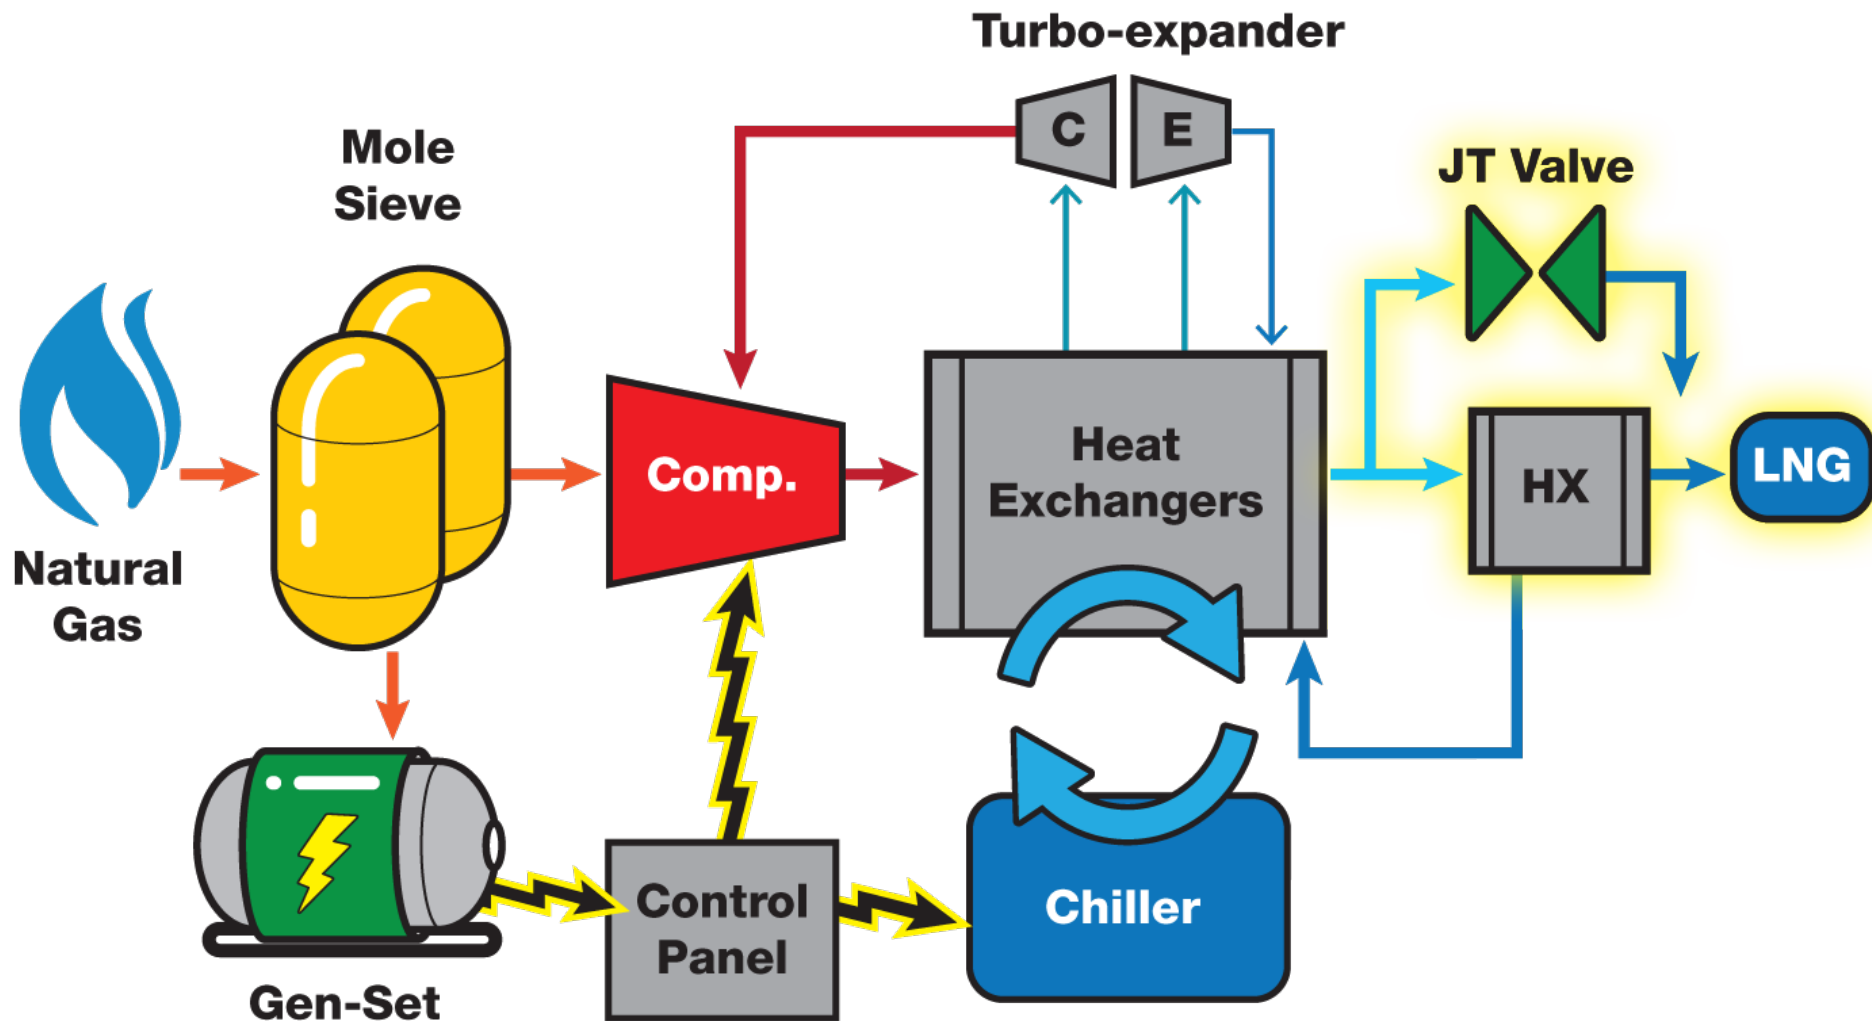 Turbo-expander
C
E
Mole
Sieve
JT Valve
Natural
Gas
Comp.
Heat
Exchangers
HX
LNG
Gen-Set
Control
Panel
Chiller